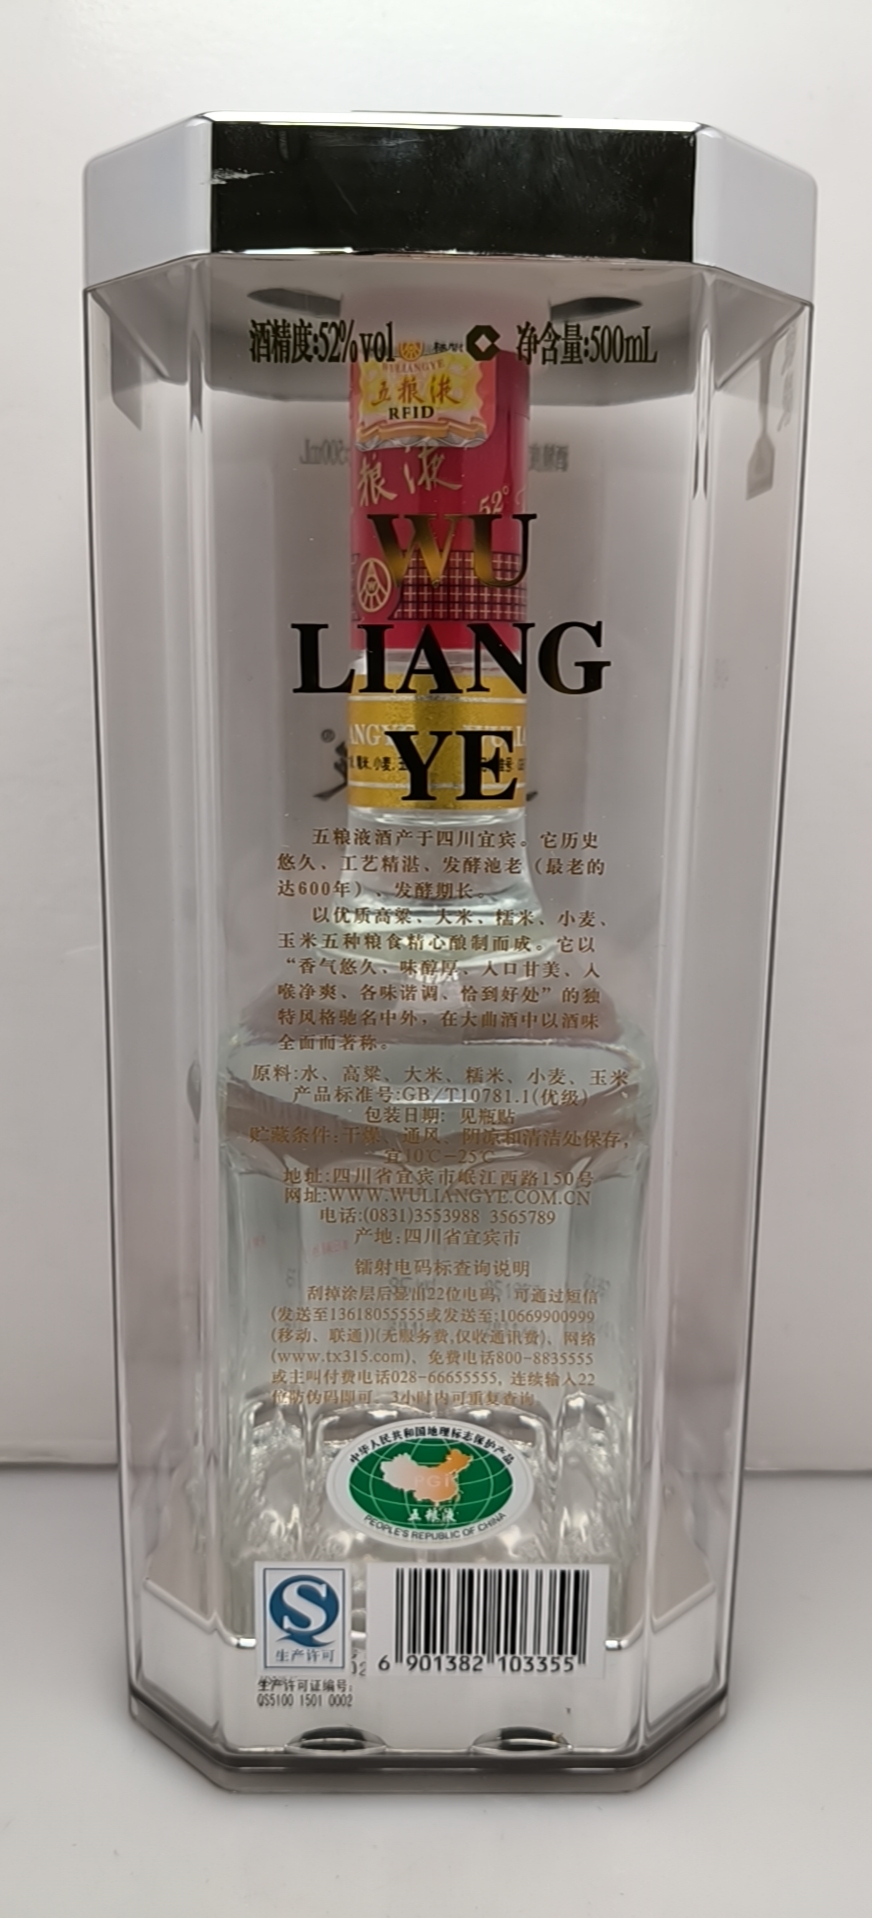 酒精度:52%vol 净含量:500mL
WULIANGYE
五粮液
RFID
粮液
52°
WU
LIANG
YE
五粮液酒产于四川宜宾。它历史
悠久、工艺精湛、发酵池老（最老的
达600年）、发酵期长。
以优质高粱、大米、糯米、小麦、
玉米五种粮食精心酿制而成。它以
“香气悠久、味醇厚、入口甘美、入
喉净爽、各味谐调、恰到好处”的独
特风格驰名中外，在大曲酒中以酒味
全面而著称。
原料:水、高粱、大米、糯米、小麦、玉米
产品标准号:GB/T10781.1(优级)
包装日期: 见瓶贴
贮藏条件:干燥、通风、阴凉和清洁处保存,
宜10℃-25℃
地址:四川省宜宾市岷江西路150号
网址:WWW.WULIANGYE.COM.CN
电话:(0831)3553988 3565789
产地:四川省宜宾市
镭射电码标查询说明
刮掉涂层后显出22位电码，可通过短信
(发送至13618055555或发送至:10669900999
(移动、联通))(无服务费,仅收通讯费)、网络
(www.tx315.com)、免费电话800-8835555
或主叫付费电话028-66655555, 连续输入22
位防伪码即可。3小时内可重复查询。
中华人民共和国地理标志保护产品
PGI
五粮液
PEOPLE'S REPUBLIC OF CHINA
生产许可
6 901382 103355
生产许可证编号:
QS5100 1501 0002